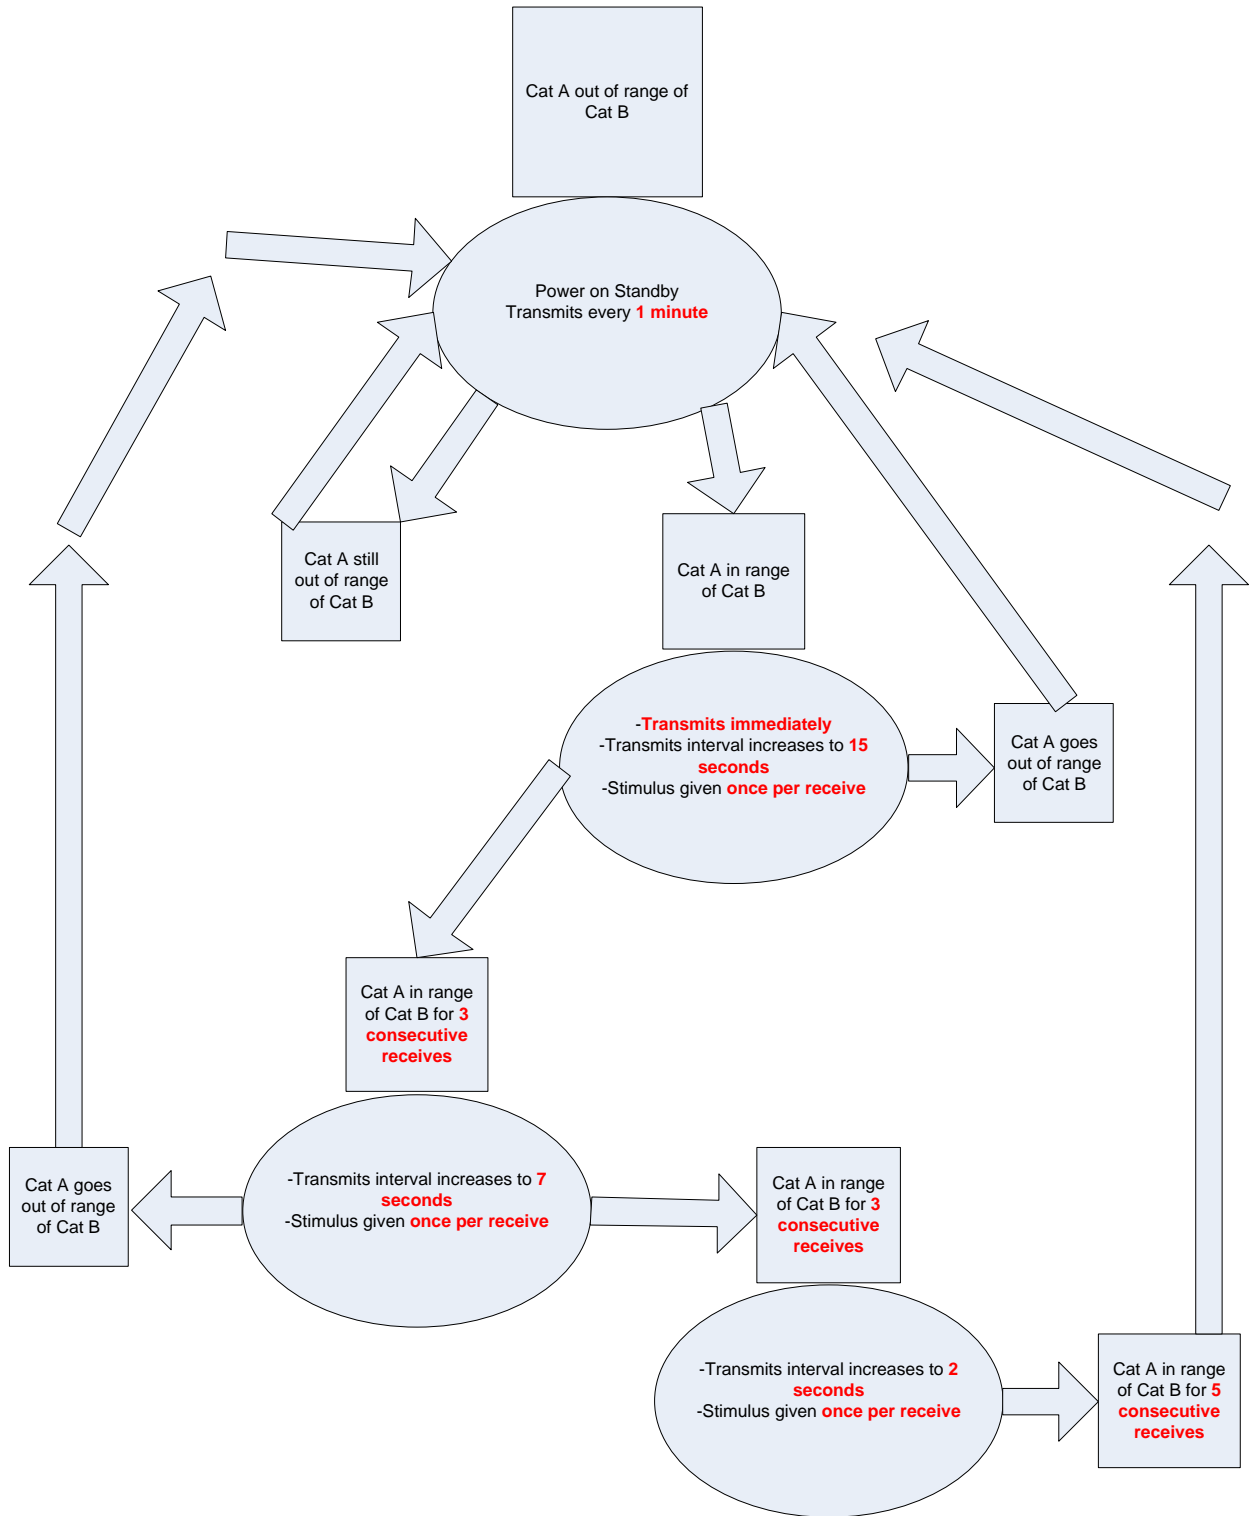 Cat A out of range of
Cat B
Power on Standby
Transmits every 1 minute
Cat A still
out of range
of Cat B
Cat A in range
of Cat B
-Transmits immediately
-Transmits interval increases to 15
seconds
-Stimulus given once per receive
Cat A goes
out of range
of Cat B
Cat A in range
of Cat B for 3
consecutive
receives
Cat A goes
out of range
of Cat B
-Transmits interval increases to 7
seconds
-Stimulus given once per receive
Cat A in range
of Cat B for 3
consecutive
receives
-Transmits interval increases to 2
seconds
-Stimulus given once per receive
Cat A in range
of Cat B for 5
consecutive
receives